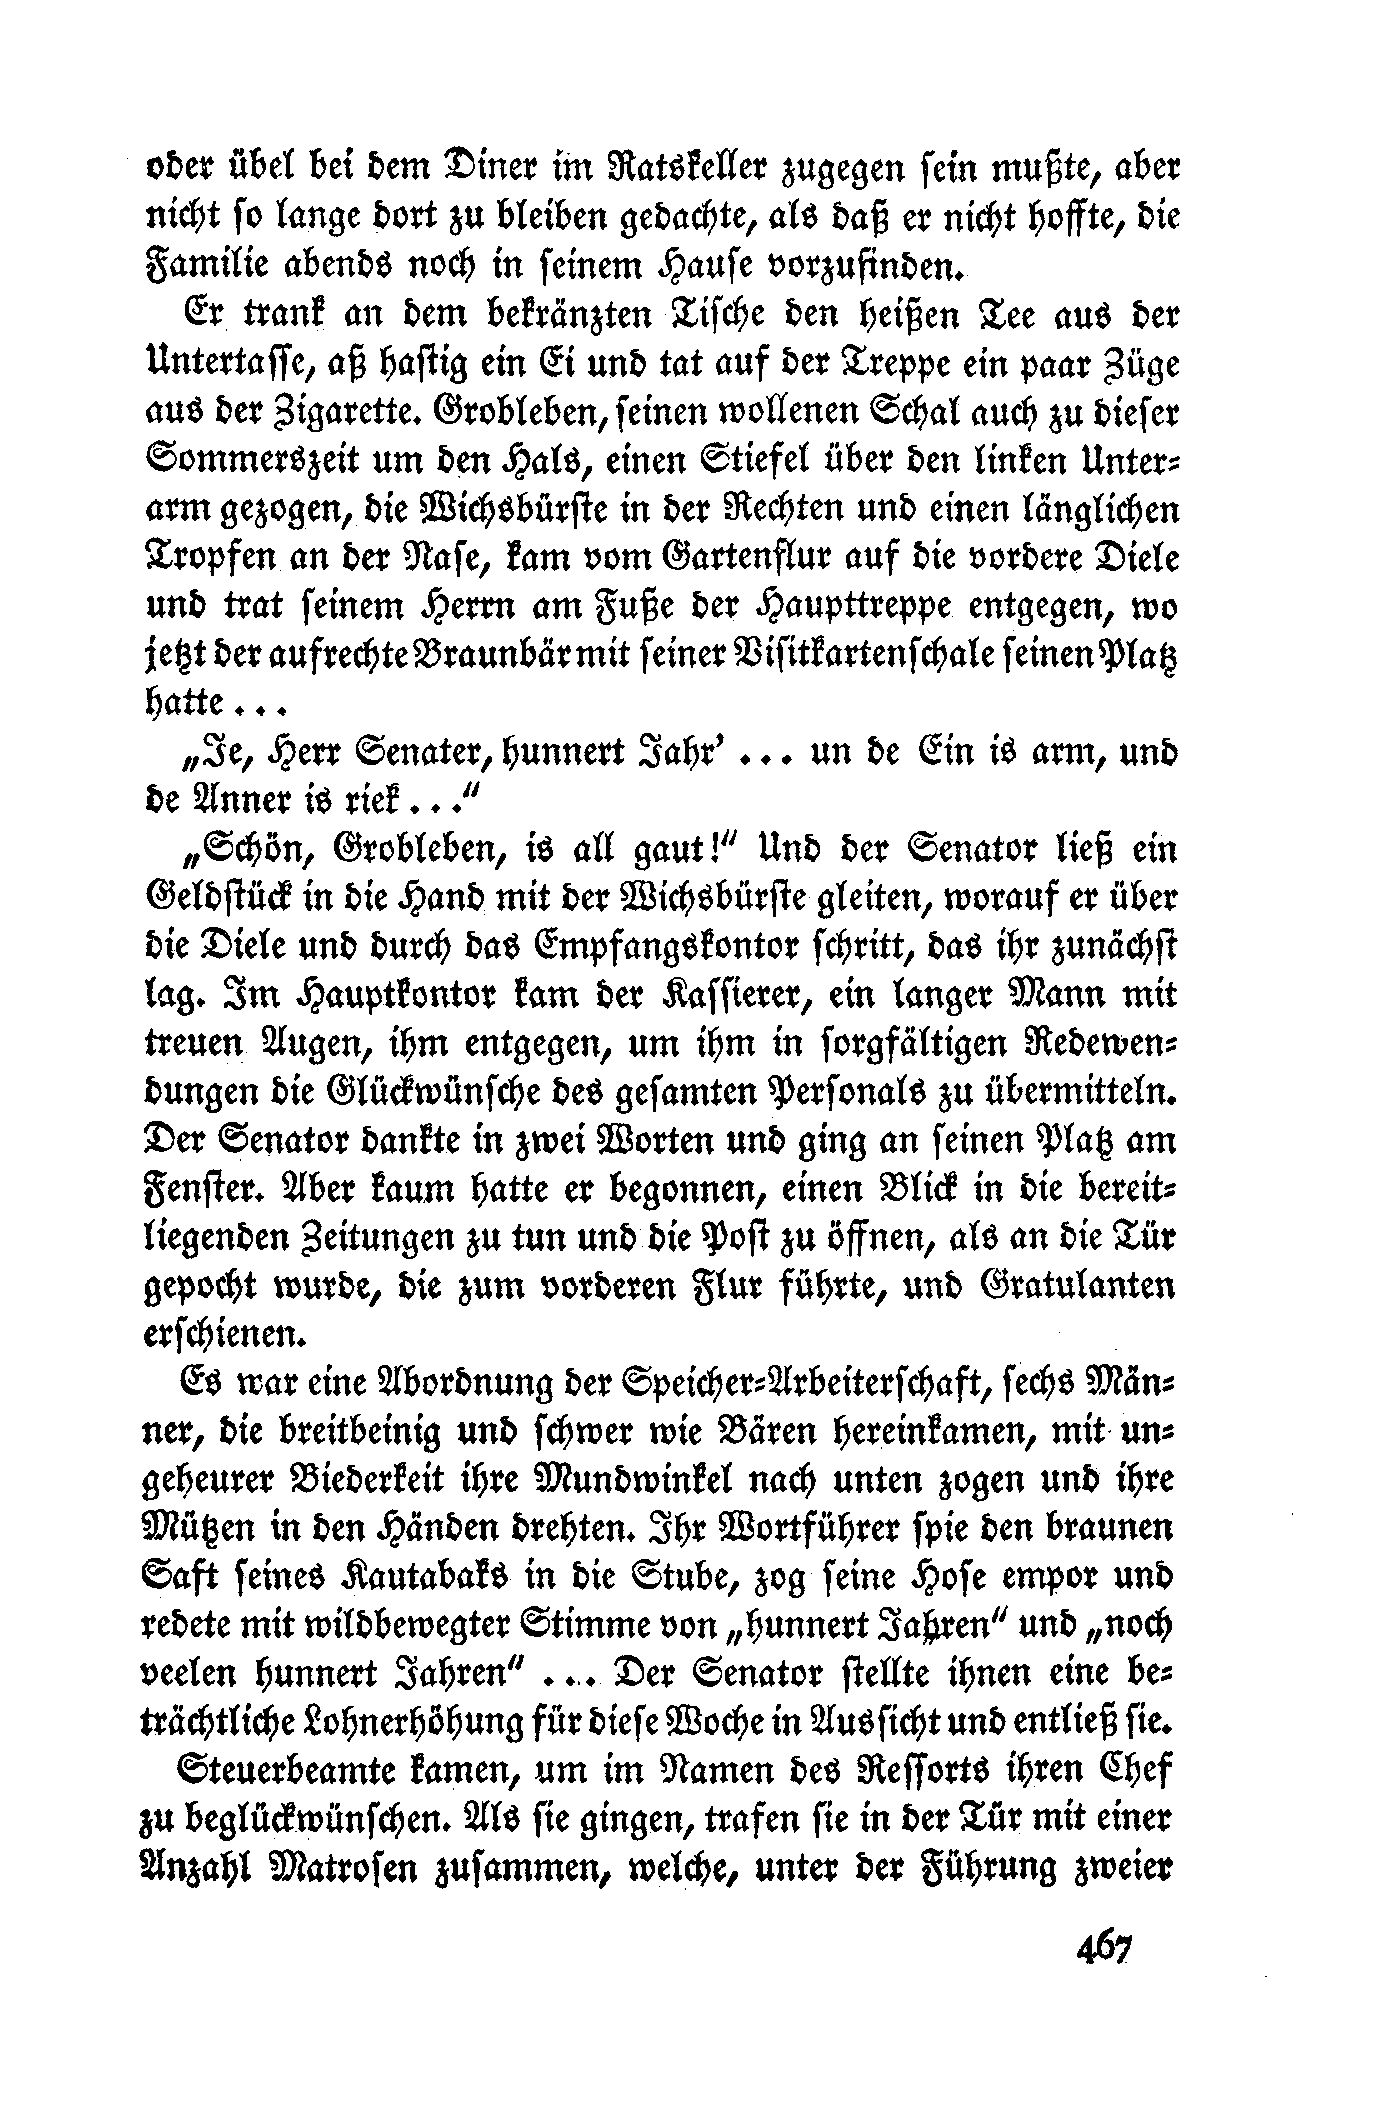 oder übel bei dem Diner im Ratskeller zugegen sein mußte, aber
nicht so lange dort zu bleiben gedachte, als daß er nicht hoffte, die
Familie abends noch in seinem Hause vorzufinden.
Er trank an dem bekränzten Tische den heißen Tee aus der
Untertasse, aß hastig ein Ei und tat auf der Treppe ein paar Züge
aus der Zigarette. Grobleben, seinen wollenen Schal auch zu dieser
Sommerszeit um den Hals, einen Stiefel über den linken Unter-
arm gezogen, die Wichsbürste in der Rechten und einen länglichen
Tropfen an der Nase, kam vom Gartenflur auf die vordere Diele
und trat seinem Herrn am Fuße der Haupttreppe entgegen, wo
jetzt der aufrechte Braunbär mit seiner Visitkartenschale seinen Platz
hatte . . .
„Je, Herr Senater, hunnert Jahr’ . . . un de Ein is arm, und
de Anner is riek . . .“
„Schön, Grobleben, is all gaut!“ Und der Senator ließ ein
Geldstück in die Hand mit der Wichsbürste gleiten, worauf er über
die Diele und durch das Empfangskontor schritt, das ihr zunächst
lag. Im Hauptkontor kam der Kassierer, ein langer Mann mit
treuen Augen, ihm entgegen, um ihm in sorgfältigen Redewen-
dungen die Glückwünsche des gesamten Personals zu übermitteln.
Der Senator dankte in zwei Worten und ging an seinen Platz am
Fenster. Aber kaum hatte er begonnen, einen Blick in die bereit-
liegenden Zeitungen zu tun und die Post zu öffnen, als an die Tür
gepocht wurde, die zum vorderen Flur führte, und Gratulanten
erschienen.
Es war eine Abordnung der Speicher-Arbeiterschaft, sechs Män-
ner, die breitbeinig und schwer wie Bären hereinkamen, mit un-
geheurer Biederkeit ihre Mundwinkel nach unten zogen und ihre
Mützen in den Händen drehten. Ihr Wortführer spie den braunen
Saft seines Kautabaks in die Stube, zog seine Hose empor und
redete mit wildbewegter Stimme von „hunnert Jahren“ und „noch
veelen hunnert Jahren“ . . . Der Senator stellte ihnen eine be-
trächtliche Lohnerhöhung für diese Woche in Aussicht und entließ sie.
Steuerbeamte kamen, um im Namen des Ressorts ihren Chef
zu beglückwünschen. Als sie gingen, trafen sie in der Tür mit einer
Anzahl Matrosen zusammen, welche, unter der Führung zweier
467